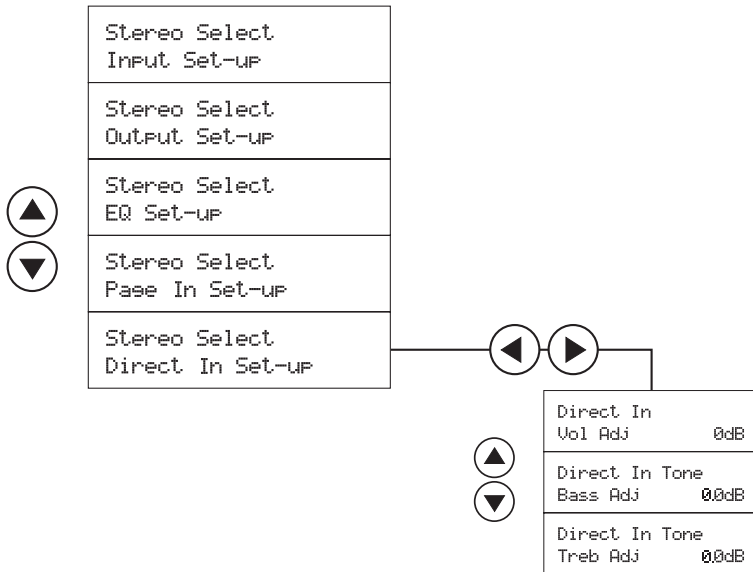 Stereo Select
Input Set-up
Stereo Select
Output Set-up
Stereo Select
EQ Set-up
Stereo Select
Page In Set-up
Stereo Select
Direct In Set-up
Direct In
Vol Adj 0dB
Direct In Tone
Bass Adj 0.0dB
Direct In Tone
Treb Adj 0.0dB